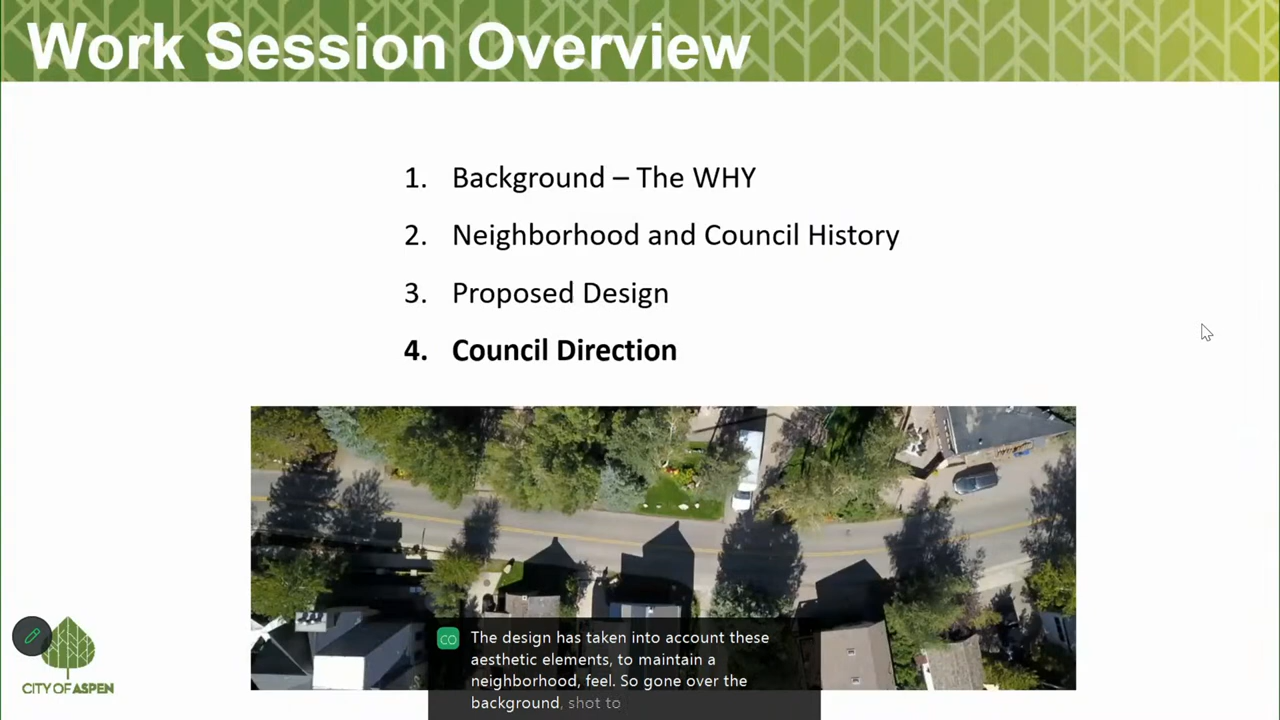 Work Session Overview
1. Background – The WHY
2. Neighborhood and Council History
3. Proposed Design
4. Council Direction
CO
The design has taken into account these
aesthetic elements, to maintain a
neighborhood, feel. So gone over the
background, shot to
CITY OF ASPEN